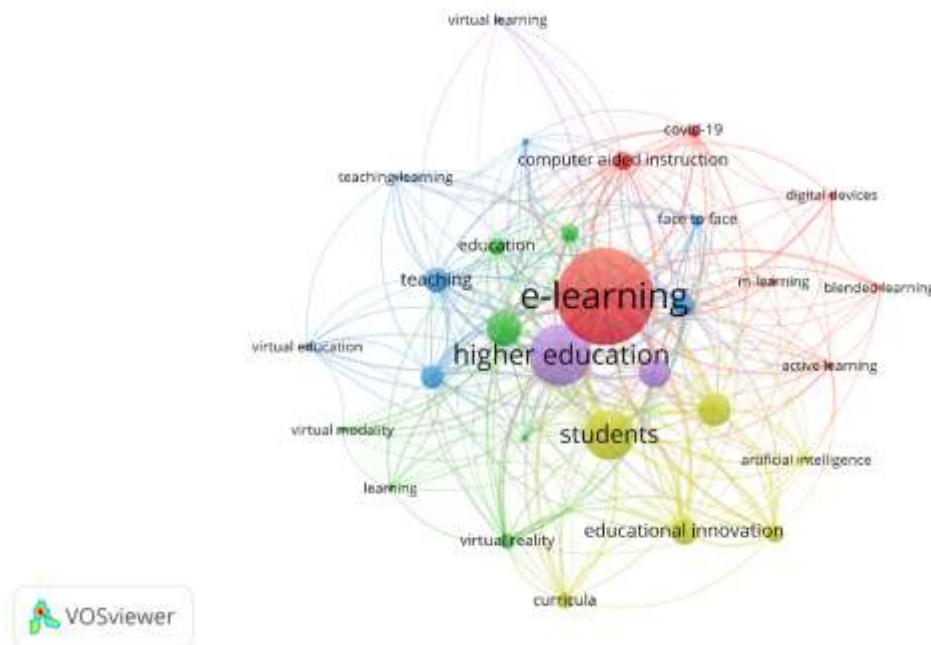 virtual learning
covid-19
computer aided instruction
teaching-learning
digital devices
face to face
education
teaching
m-learning
blended learning
e-learning
virtual education
higher education
active learning
virtual modality
students
artificial intelligence
learning
educational innovation
virtual reality
curricula
VOSviewer